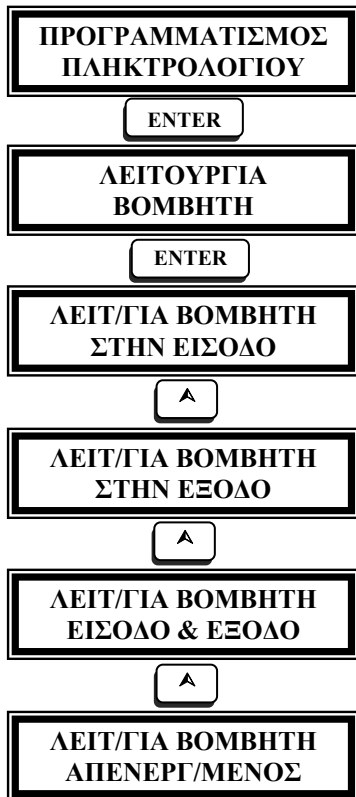 ΠΡΟΓΡΑΜΜΑΤΙΣΜΟΣ
ΠΛΗΚΤΡΟΛΟΓΙΟΥ
ENTER
ΛΕΙΤΟΥΡΓΙΑ
ΒΟΜΒΗΤΗ
ENTER
ΛΕΙΤ/ΓΙΑ ΒΟΜΒΗΤΗ
ΣΤΗΝ ΕΙΣΟΔΟ
ΛΕΙΤ/ΓΙΑ ΒΟΜΒΗΤΗ
ΣΤΗΝ ΕΞΟΔΟ
ΛΕΙΤ/ΓΙΑ ΒΟΜΒΗΤΗ
ΕΙΣΟΔΟ & ΕΞΟΔΟ
ΛΕΙΤ/ΓΙΑ ΒΟΜΒΗΤΗ
ΑΠΕΝΕΡΓ/ΜΕΝΟΣ